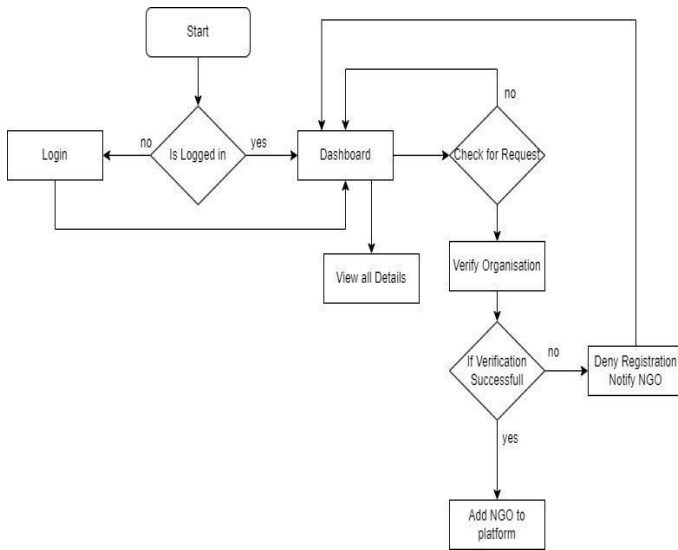 Start
no
no
Login
Is Logged in
yes
Dashboard
Check for Request
View all Details
Verify Organisation
If Verification
Successfull
no
Deny Registration
Notify NGO
yes
Add NGO to
platform